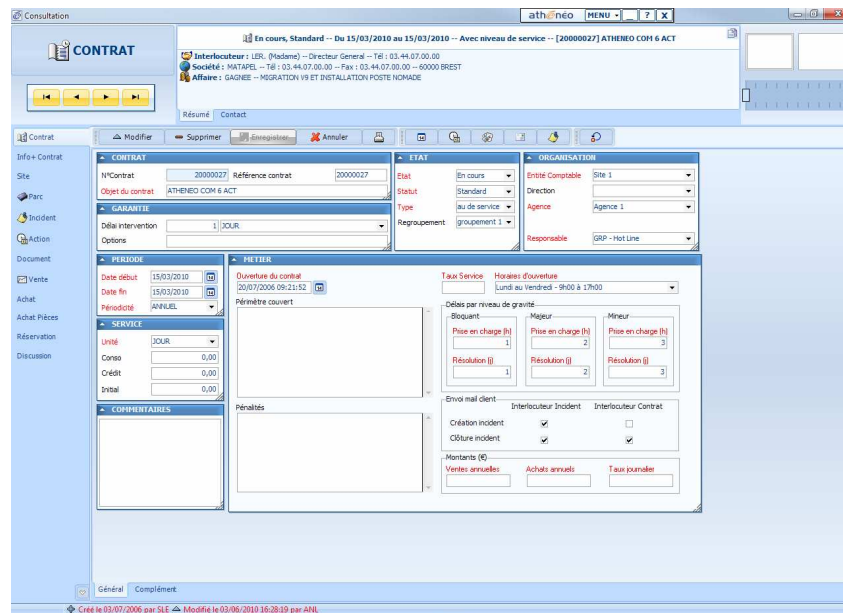 Consultation
athénéo MENU ? X
CONTRAT
En cours, Standard -- Du 15/03/2010 au 15/03/2010 -- Avec niveau de service -- [20000027] ATHENEO COM 6 ACT
Interlocuteur : LER. (Madame) -- Directeur General -- Tél : 03.44.07.00.00
Société : MATAPEL -- Tél : 03.44.07.00.00 -- Fax : 03.44.07.00.00 -- 60000 BREST
Affaire : GAGNEE -- MIGRATION V9 ET INSTALLATION POSTE NOMADE
Résumé Contact
Contrat
Info+ Contrat
Site
Parc
Incident
Action
Document
Vente
Achat
Achat Pièces
Réservation
Discussion
Modifier Supprimer Enregistrer Annuler
CONTRAT
N°Contrat 20000027 Référence contrat 20000027
Objet du contrat ATHENEO COM 6 ACT
GARANTIE
Délai intervention 1 JOUR
Options
ETAT
Etat En cours
Statut Standard
Type au de service
Regroupement groupement 1
ORGANISATION
Entité Comptable Site 1
Direction
Agence Agence 1
Responsable GRP - Hot Line
PERIODE
Date début 15/03/2010
Date fin 15/03/2010
Périodicité ANNUEL
SERVICE
Unité JOUR
Conso 0,00
Crédit 0,00
Initial 0,00
COMMENTAIRES
METIER
Ouverture du contrat
20/07/2006 09:21:52
Périmètre couvert
Pénalités
Taux Service Horaires d'ouverture
Lundi au Vendredi - 9h00 à 17h00
Délais par niveau de gravité
Bloquant Majeur Mineur
Prise en charge (h) Prise en charge (h) Prise en charge (h)
1 2 3
Résolution (j) Résolution (j) Résolution (j)
1 2 3
Envoi mail client
Interlocuteur Incident Interlocuteur Contrat
Création incident
Clôture incident
Montants (€)
Ventes annuelles Achats annuels Taux journalier
Général Complément
Créé le 03/07/2006 par SLE Modifié le 03/06/2010 16:28:19 par ANL